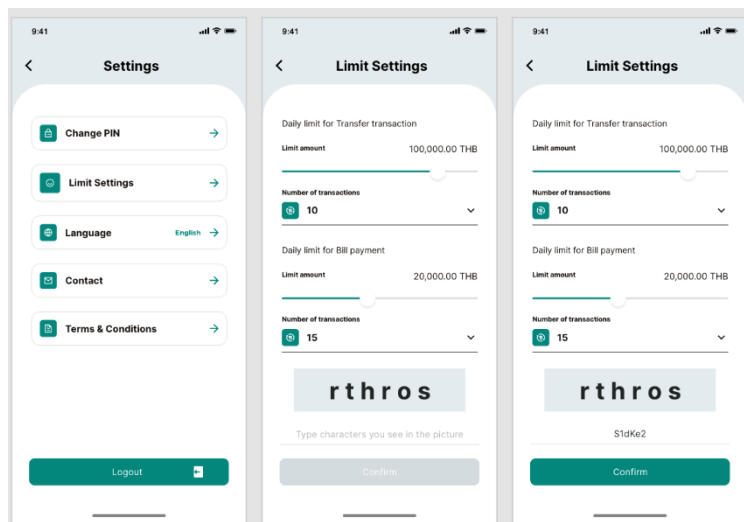 9:41
Settings
Change PIN
Limit Settings
Language English
Contact
Terms & Conditions
Logout
9:41
Limit Settings
Daily limit for Transfer transaction
Limit amount 100,000.00 THB
Number of transactions
10
Daily limit for Bill payment
Limit amount 20,000.00 THB
Number of transactions
15
rthros
Type characters you see in the picture
Confirm
9:41
Limit Settings
Daily limit for Transfer transaction
Limit amount 100,000.00 THB
Number of transactions
10
Daily limit for Bill payment
Limit amount 20,000.00 THB
Number of transactions
15
rthros
S1dKe2
Confirm